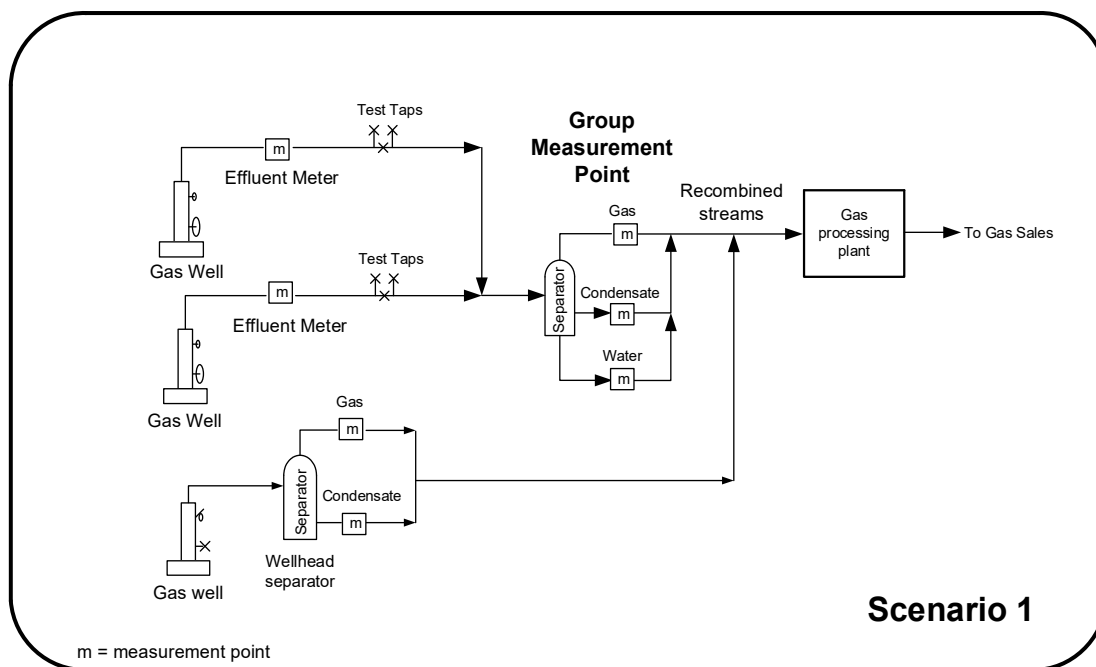 Test Taps
m
Effluent Meter
Gas Well
Test Taps
m
Effluent Meter
Gas Well
Group
Measurement
Point
Separator
Gas
m
Condensate
m
Water
m
Recombined
streams
Gas
processing
plant
To Gas Sales
Gas
m
Separator
Condensate
m
Wellhead
separator
Gas well
Scenario 1
m = measurement point